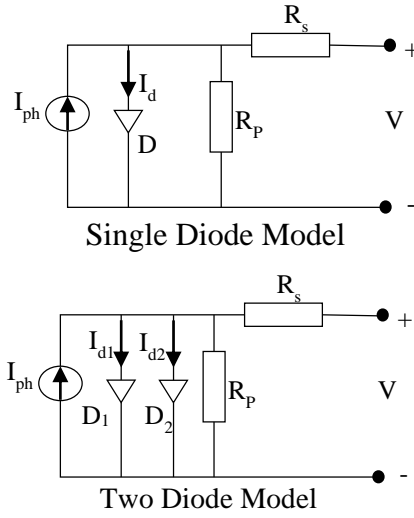 R_s
+
I_ph
I_d
R_P
V
D
-
Single Diode Model
R_s
+
I_d1
I_d2
I_ph
R_P
V
D_1
D_2
-
Two Diode Model